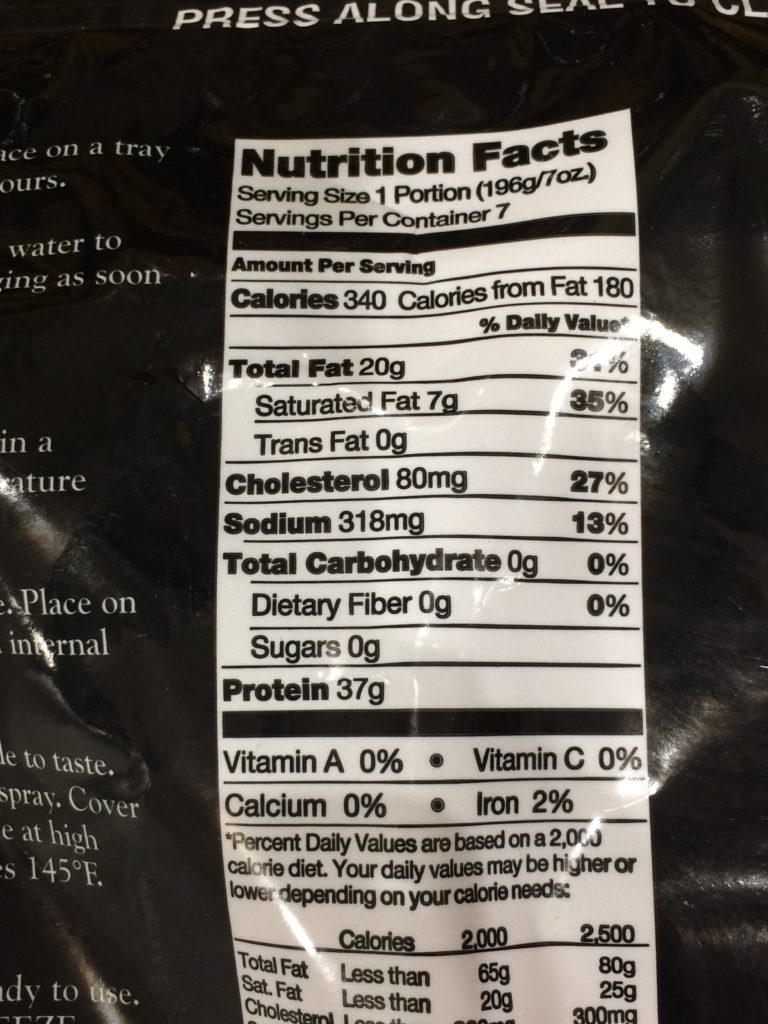 PRESS ALONG SEAL TO
ace on a tray
ours.
water to
ging as soon
in a
ature
e. Place on
internal
le to taste.
spray. Cover
e at high
es 145°F.
ady to use.
Nutrition Facts
Serving Size 1 Portion (196g/7oz.)
Servings Per Container 7
Amount Per Serving
Calories 340 Calories from Fat 180
% Daily Value*
Total Fat 20g
Saturated Fat 7g 35%
Trans Fat 0g
Cholesterol 80mg 27%
Sodium 318mg 13%
Total Carbohydrate 0g 0%
Dietary Fiber 0g 0%
Sugars 0g
Protein 37g
Vitamin A 0% • Vitamin C 0%
Calcium 0% • Iron 2%
*Percent Daily Values are based on a 2,000
calorie diet. Your daily values may be higher or
lower depending on your calorie needs:
Calories 2,000 2,500
Total Fat Less than 65g 80g
Sat. Fat Less than 20g 25g
Cholesterol Less than 300mg